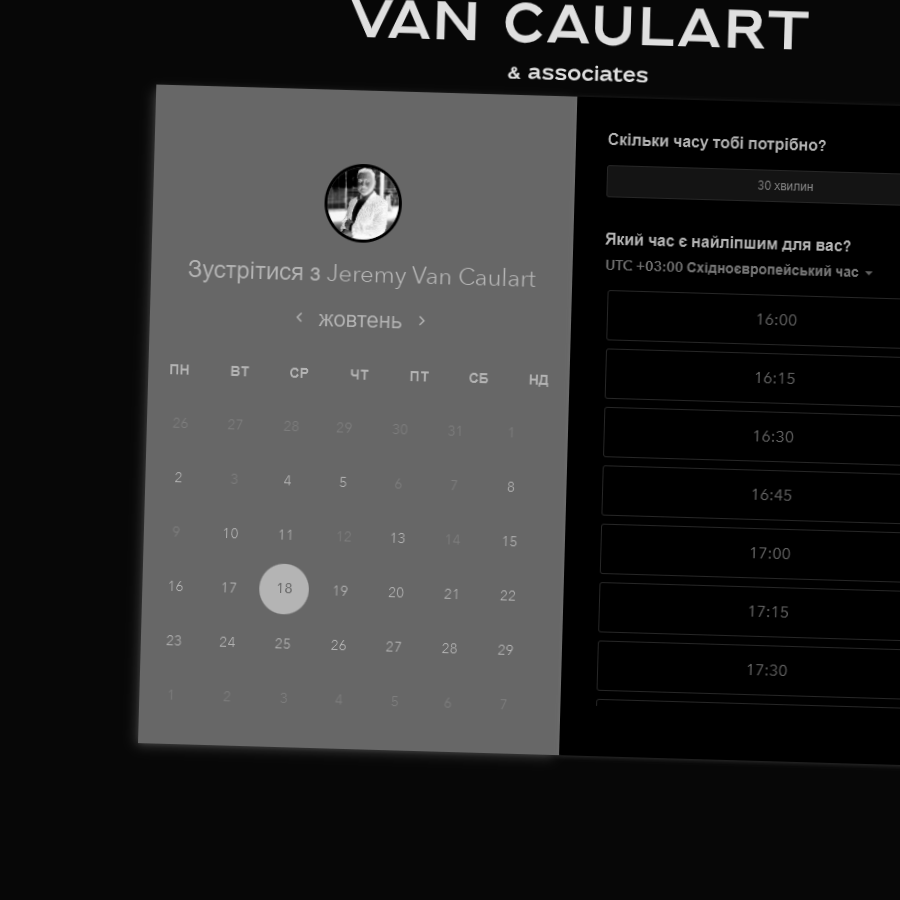 VAN CAULART
& associates
Зустрітися з Jeremy Van Caulart
жовтень
ПН ВТ СР ЧТ ПТ СБ НД
26 27 28 29 30 31 1
2 3 4 5 6 7 8
9 10 11 12 13 14 15
16 17 18 19 20 21 22
23 24 25 26 27 28 29
1 2 3 4 5 6 7
Скільки часу тобі потрібно?
30 хвилин
Який час є найліпшим для вас?
UTC +03:00 Східноєвропейський час
16:00
16:15
16:30
16:45
17:00
17:15
17:30